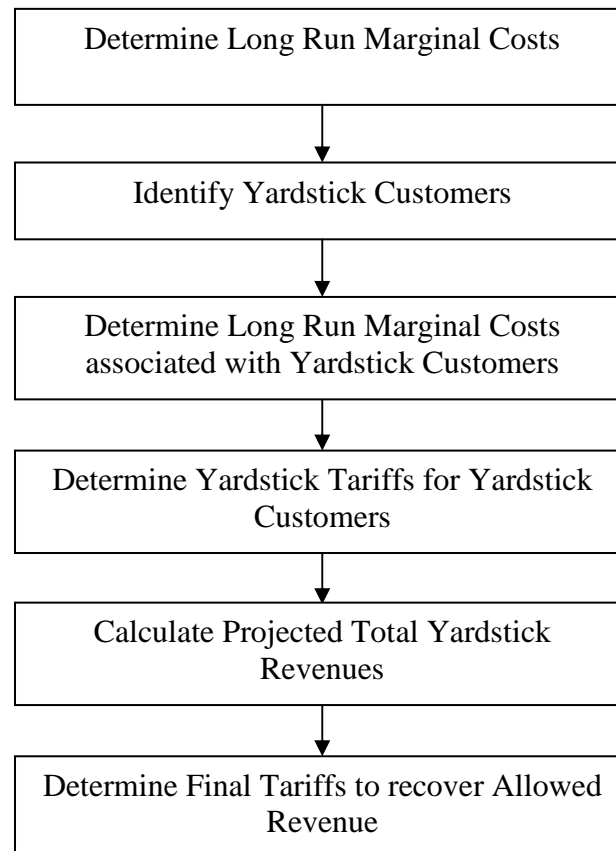 Determine Long Run Marginal Costs
Identify Yardstick Customers
Determine Long Run Marginal Costs
associated with Yardstick Customers
Determine Yardstick Tariffs for Yardstick
Customers
Calculate Projected Total Yardstick
Revenues
Determine Final Tariffs to recover Allowed
Revenue